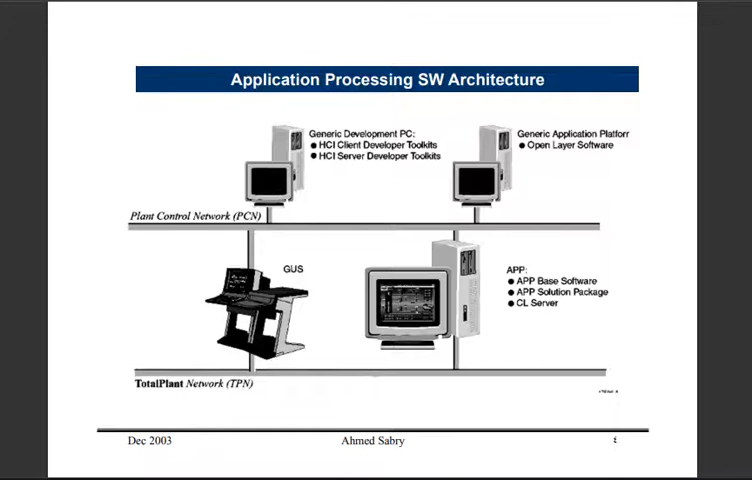 Application Processing SW Architecture
Generic Development PC:
● HCI Client Developer Toolkits
● HCI Server Developer Toolkits
Generic Application Platforr
● Open Layer Software
Plant Control Network (PCN)
GUS
APP:
● APP Base Software
● APP Solution Package
● CL Server
TotalPlant Network (TPN)
Dec 2003
Ahmed Sabry